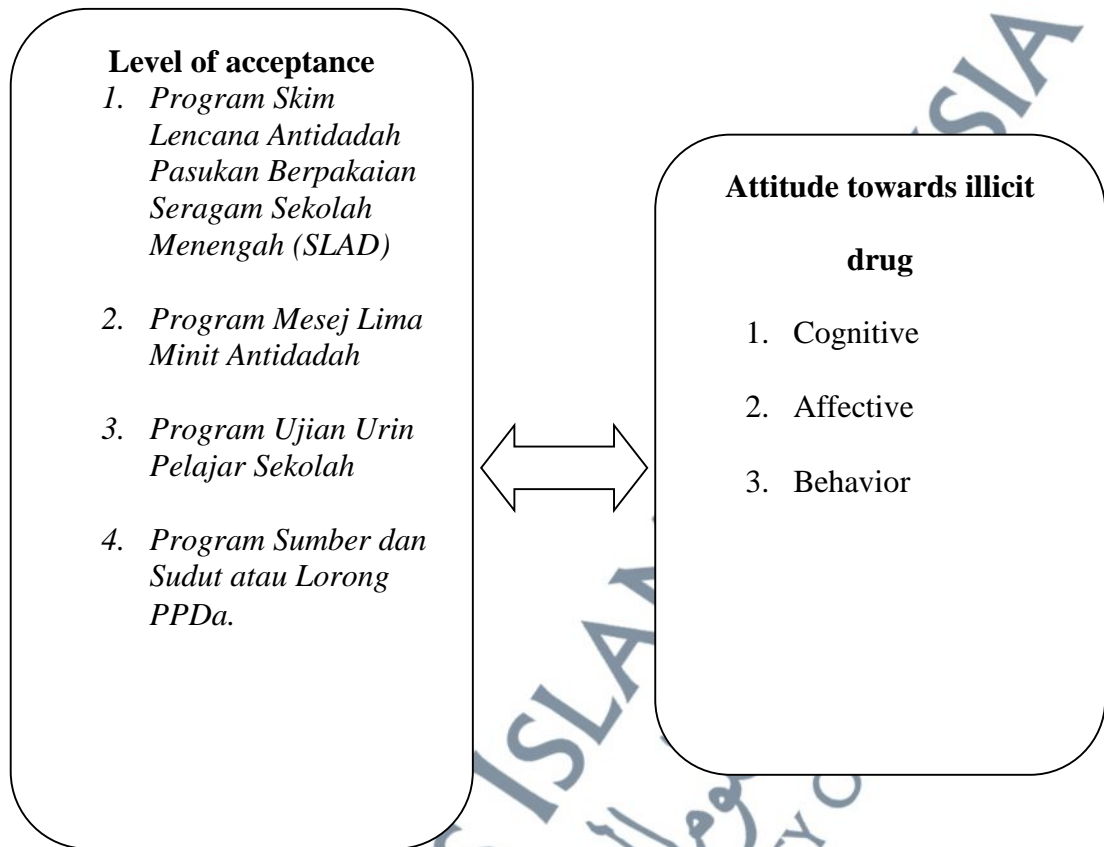 Level of acceptance
1. Program Skim
Lencana Antidadah
Pasukan Berpakaian
Seragam Sekolah
Menengah (SLAD)
2. Program Mesej Lima
Minit Antidadah
3. Program Ujian Urin
Pelajar Sekolah
4. Program Sumber dan
Sudut atau Lorong
PPDa.
Attitude towards illicit
drug
1. Cognitive
2. Affective
3. Behavior